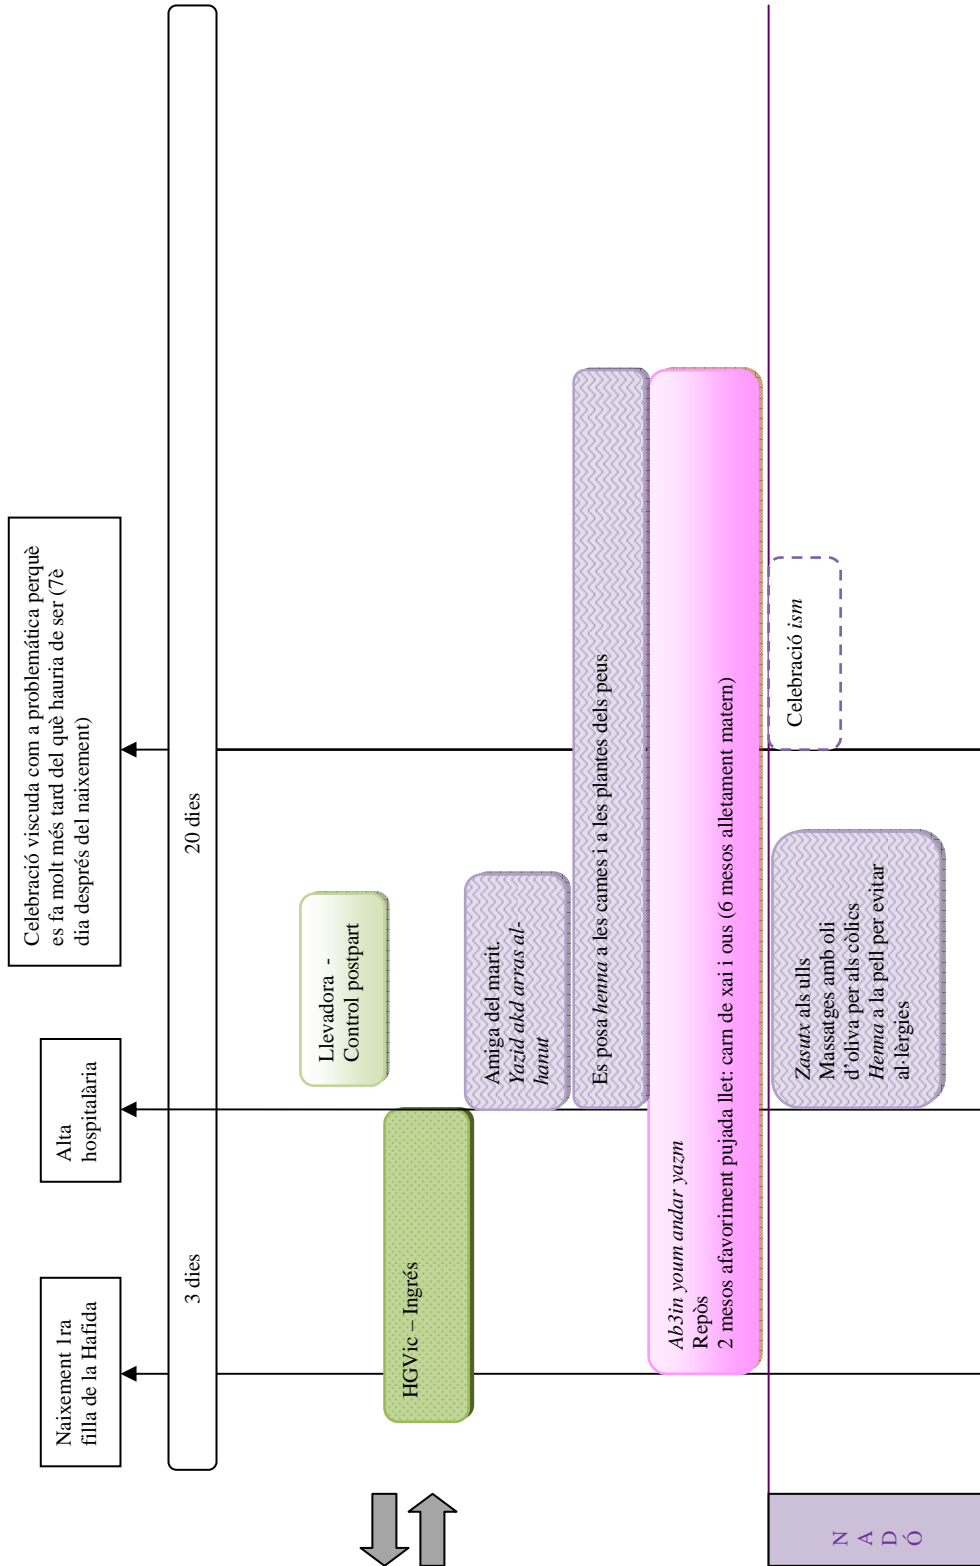 Naixement 1ra
filla de la Hafida
Alta
hospitalària
Celebració viscuda com a problemática perquè
es fa molt més tard del què hauria de ser (7è
dia després del naixement)
3 dies
20 dies
Llevadora -
Control postpart
HGVic – Ingrés
Amiga del marit.
Yazid akd arras al-
hanut
Es posa henna a les cames i a les plantes dels peus
Ab3in youm andar yazm
Repòs
2 mesos afavoriment pujada llet: carn de xai i ous (6 mesos alletament matern)
N
A
D
Ó
Zasutx als ulls
Massatges amb oli
d’oliva per als còlics
Henna a la pell per evitar
al·lèrgies
Celebració ism